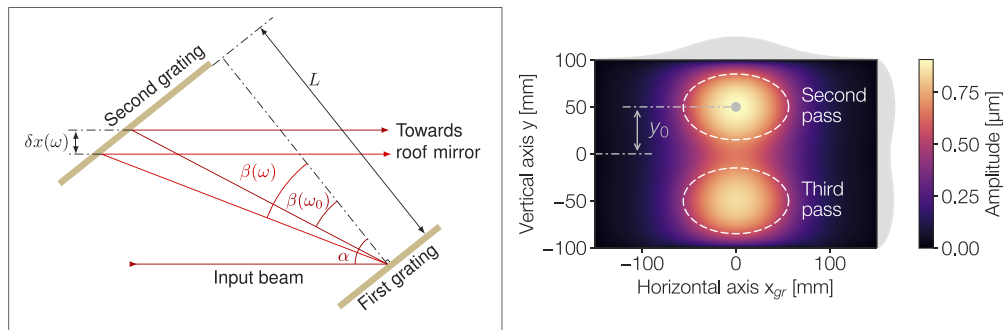 Second grating
L
δx(ω)
Towards
roof mirror
β(ω)
β(ω₀)
α
Input beam
First grating
Vertical axis y [mm]
100
50
0
−50
−100
y₀
Second
pass
Third
pass
−100
0
100
Horizontal axis x_gr [mm]
0.75
0.50
0.25
0.00
Amplitude [μm]